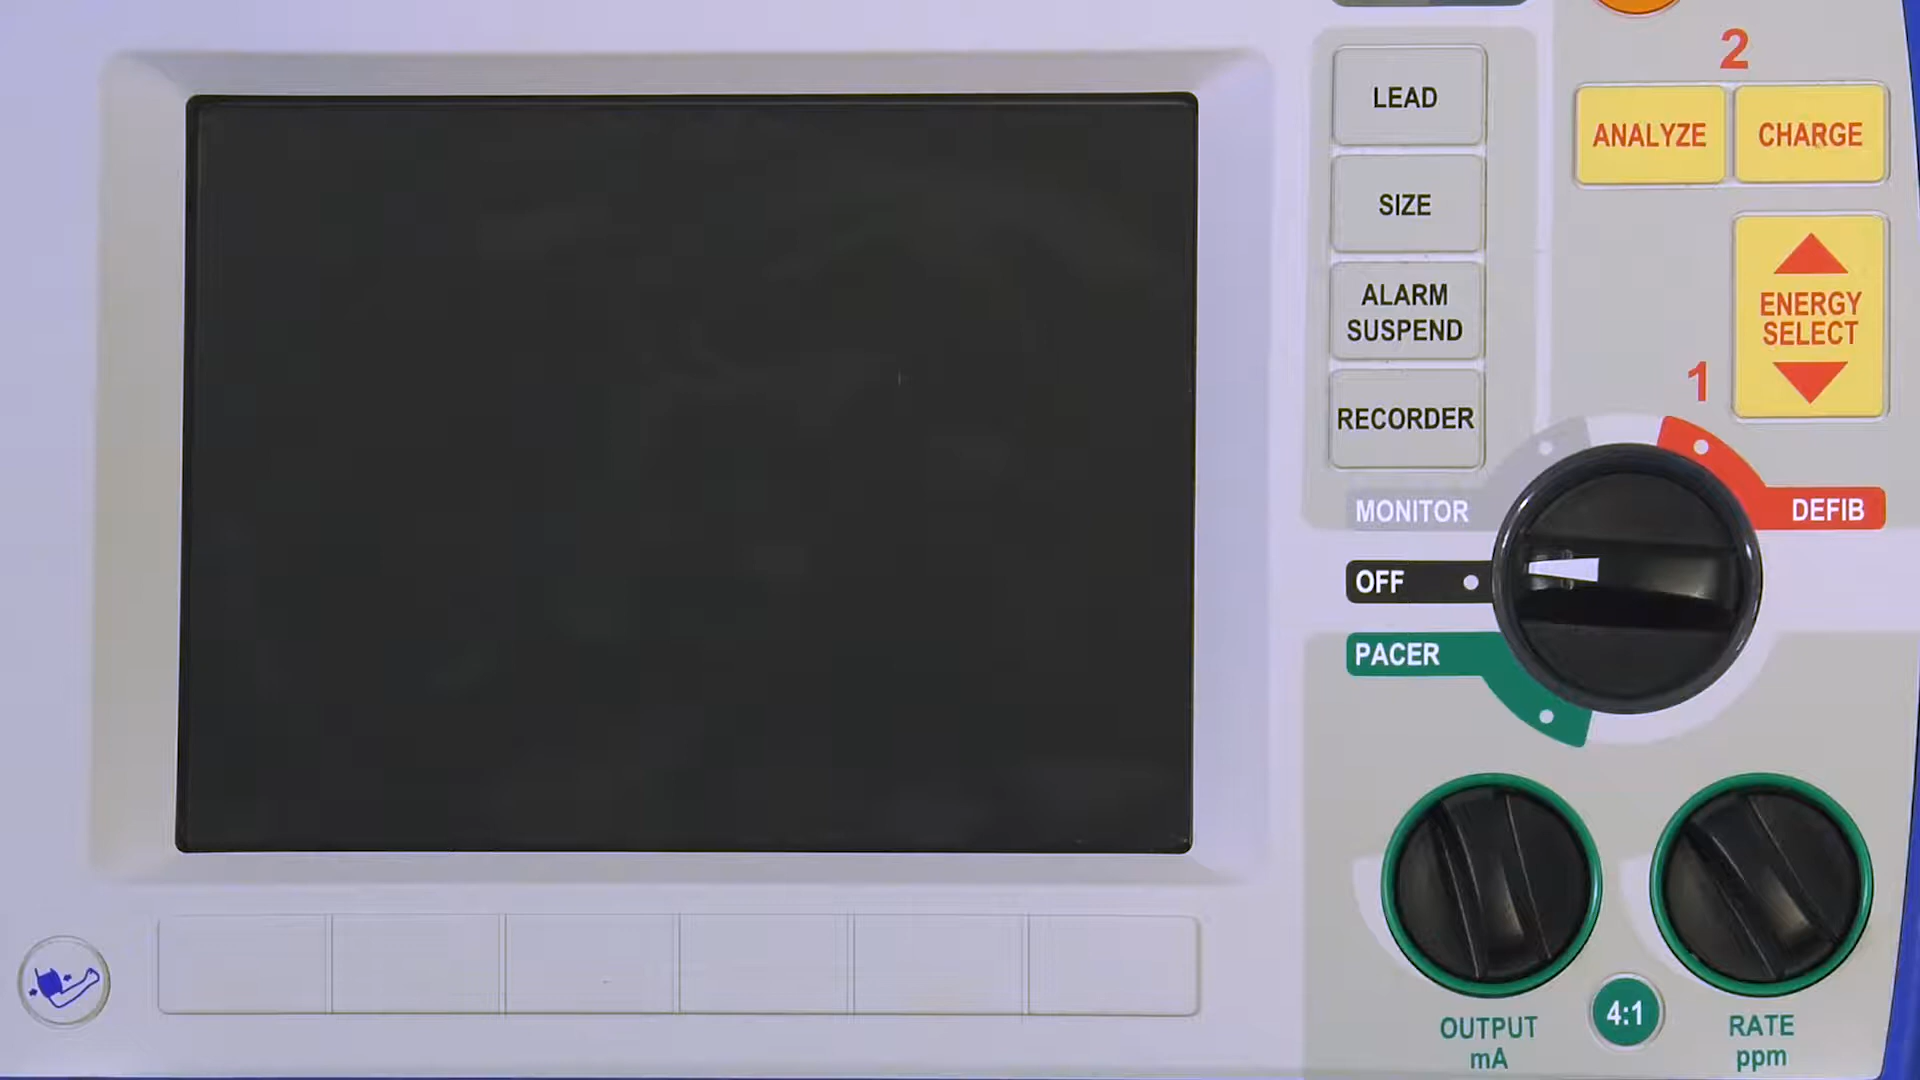 LEAD
SIZE
ALARM
SUSPEND
RECORDER
2
ANALYZE
CHARGE
ENERGY
SELECT
1
MONITOR
DEFIB
OFF
PACER
OUTPUT
mA
4:1
RATE
ppm